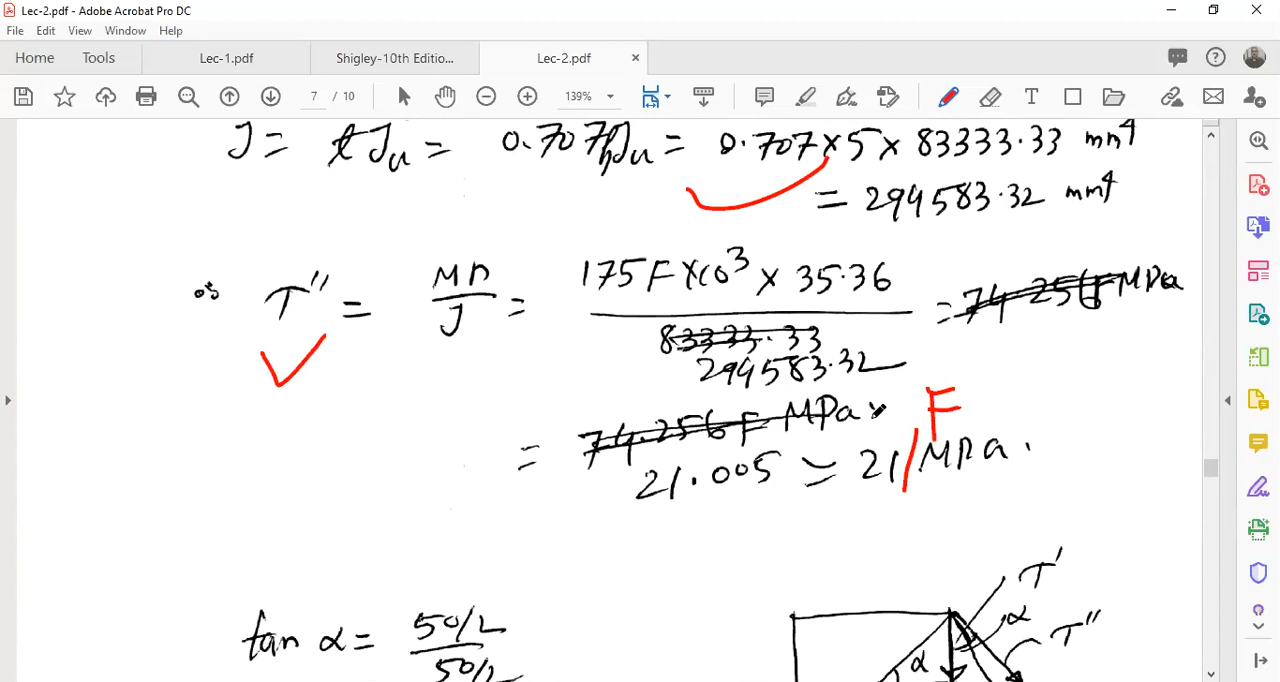 Lec-2.pdf - Adobe Acrobat Pro DC
File Edit View Window Help
Home Tools Lec-1.pdf Shigley-10th Editio... Lec-2.pdf
7 / 10 139%
J = t Ju = 0.707 h Ju = 0.707 × 5 × 83333.33 mm⁴
= 294583.32 mm⁴
τ″ = Mr/J = 175 F × 10³ × 35.36 / 83333.33 294583.32 = 74.256 F MPa
= 74.256 F MPa
21.005 ≃ 21 F MPa.
tan α = 50/2 / 50/2
τ′
α
τ″
α